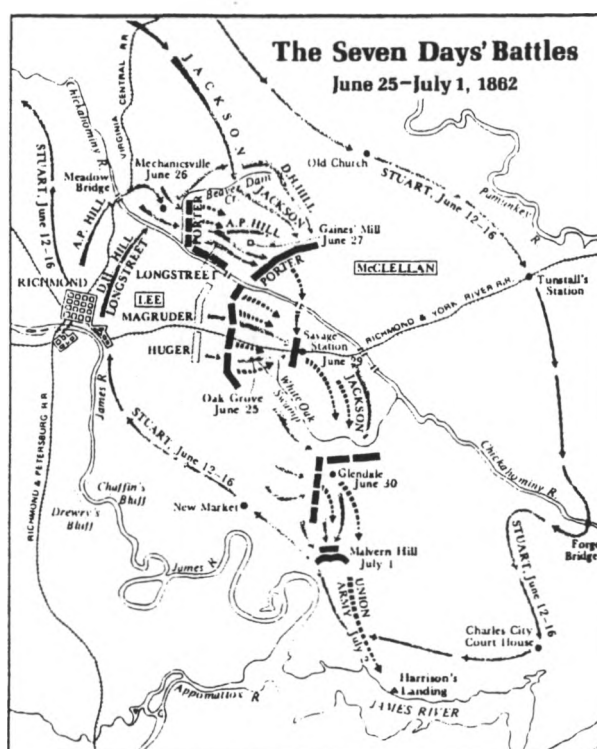 The Seven Days' Battles
June 25–July 1, 1862
JACKSON
VIRGINIA CENTRAL RR
Chickahominy R.
STUART, June 12–16
Meadow
Bridge
Mechanicsville
June 26
Old Church
STUART, June 12–16
Pamunkey R.
D.H. HILL
JACKSON
Beaver Dam
Cr.
PORTER
A.P. HILL
A.P. HILL
Gaines' Mill
June 27
PORTER
McCLELLAN
Tunstall's
Station
RICHMOND
D.H. HILL
LONGSTREET
LONGSTREET
LEE
MAGRUDER
HUGER
RICHMOND & YORK RIVER R.R.
Savage
Station
June 29
JACKSON
Oak Grove
June 25
White Oak
Swamp
James R.
STUART, June 12–16
RICHMOND & PETERSBURG RR
Chaffin's
Bluff
Drewry's
Bluff
New Market
Glendale
June 30
Chickahominy R.
Malvern Hill
July 1
James R.
STUART, June 12–16
Forge
Bridge
UNION
ARMY
July
Charles City
Court House
Harrison's
Landing
Appomattox R.
JAMES RIVER